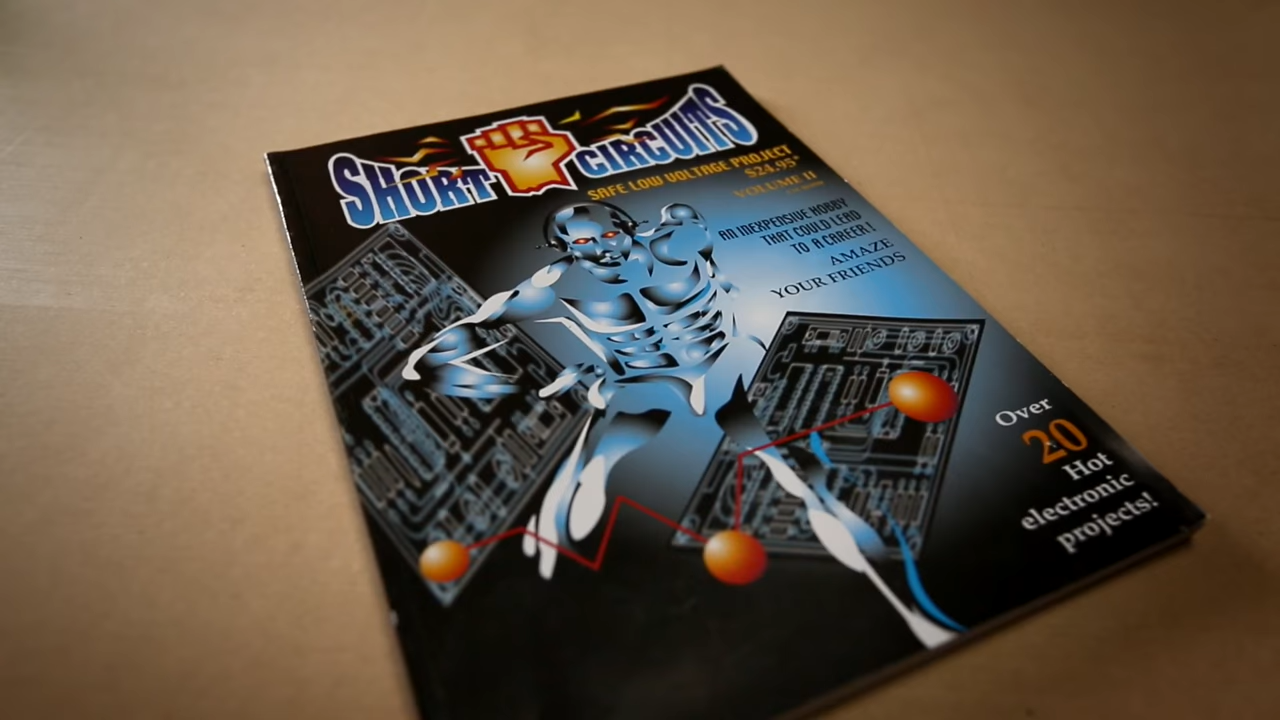 SHORT CIRCUITS
SAFE LOW VOLTAGE PROJECT
$24.95*
VOLUME II
AN INEXPENSIVE HOBBY
THAT COULD LEAD
TO A CAREER!
AMAZE
YOUR FRIENDS
Over
20
Hot
electronic
projects!